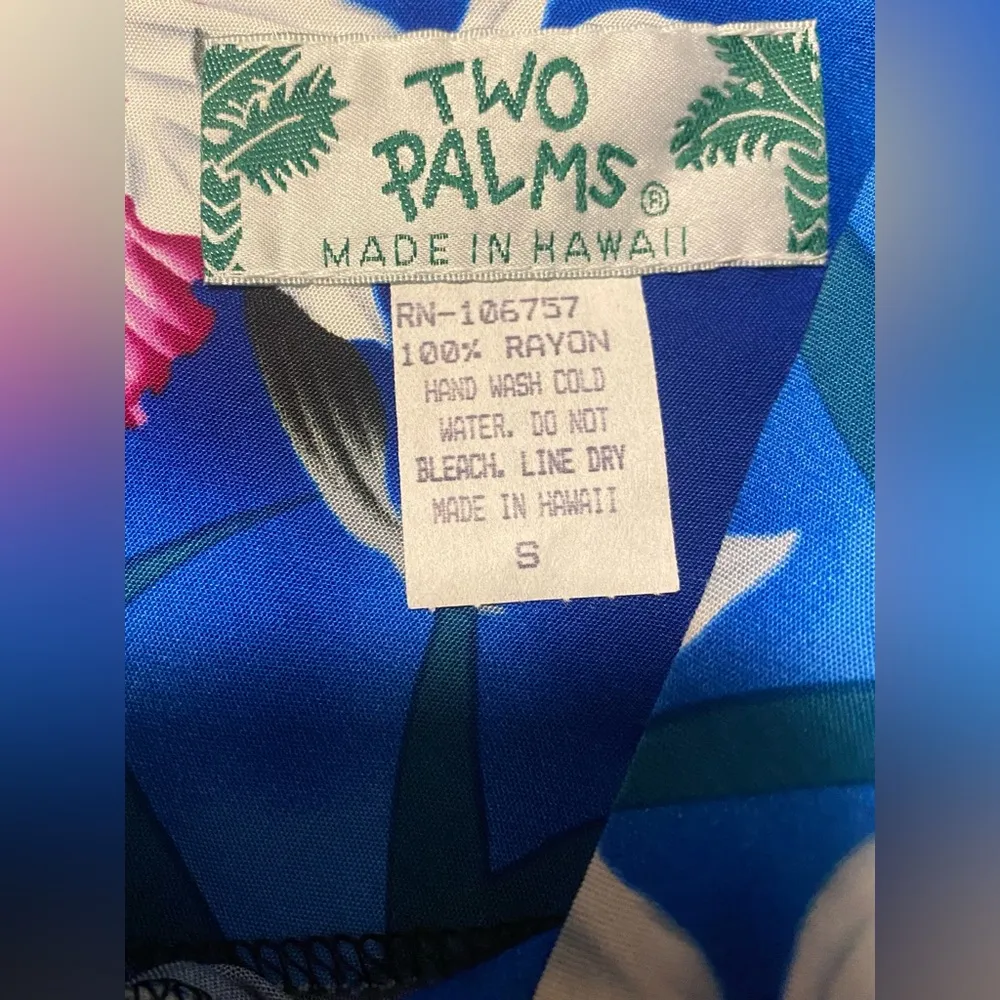 TWO
PALMS®
MADE IN HAWAII
RN-106757
100% RAYON
HAND WASH COLD
WATER. DO NOT
BLEACH. LINE DRY
MADE IN HAWAII
S